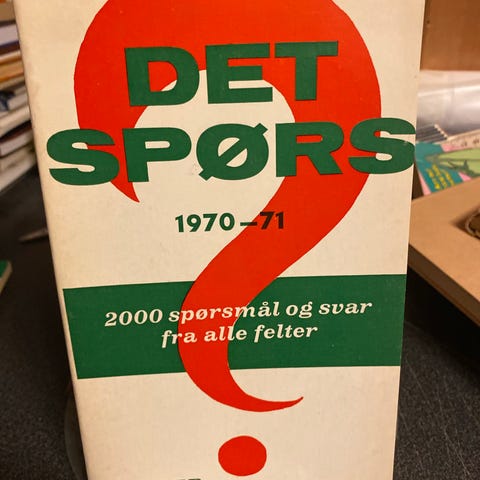 DET
SPØRS
1970–71
2000 spørsmål og svar
fra alle felter